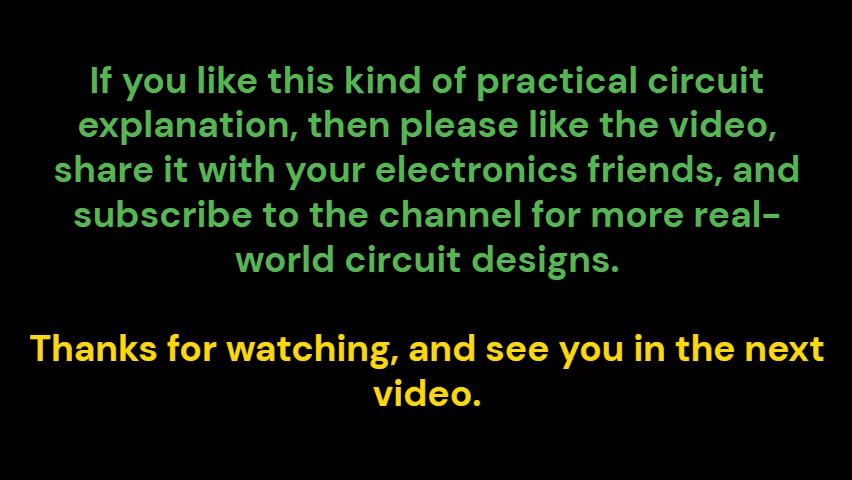 If you like this kind of practical circuit
explanation, then please like the video,
share it with your electronics friends, and
subscribe to the channel for more real-
world circuit designs.
Thanks for watching, and see you in the next
video.